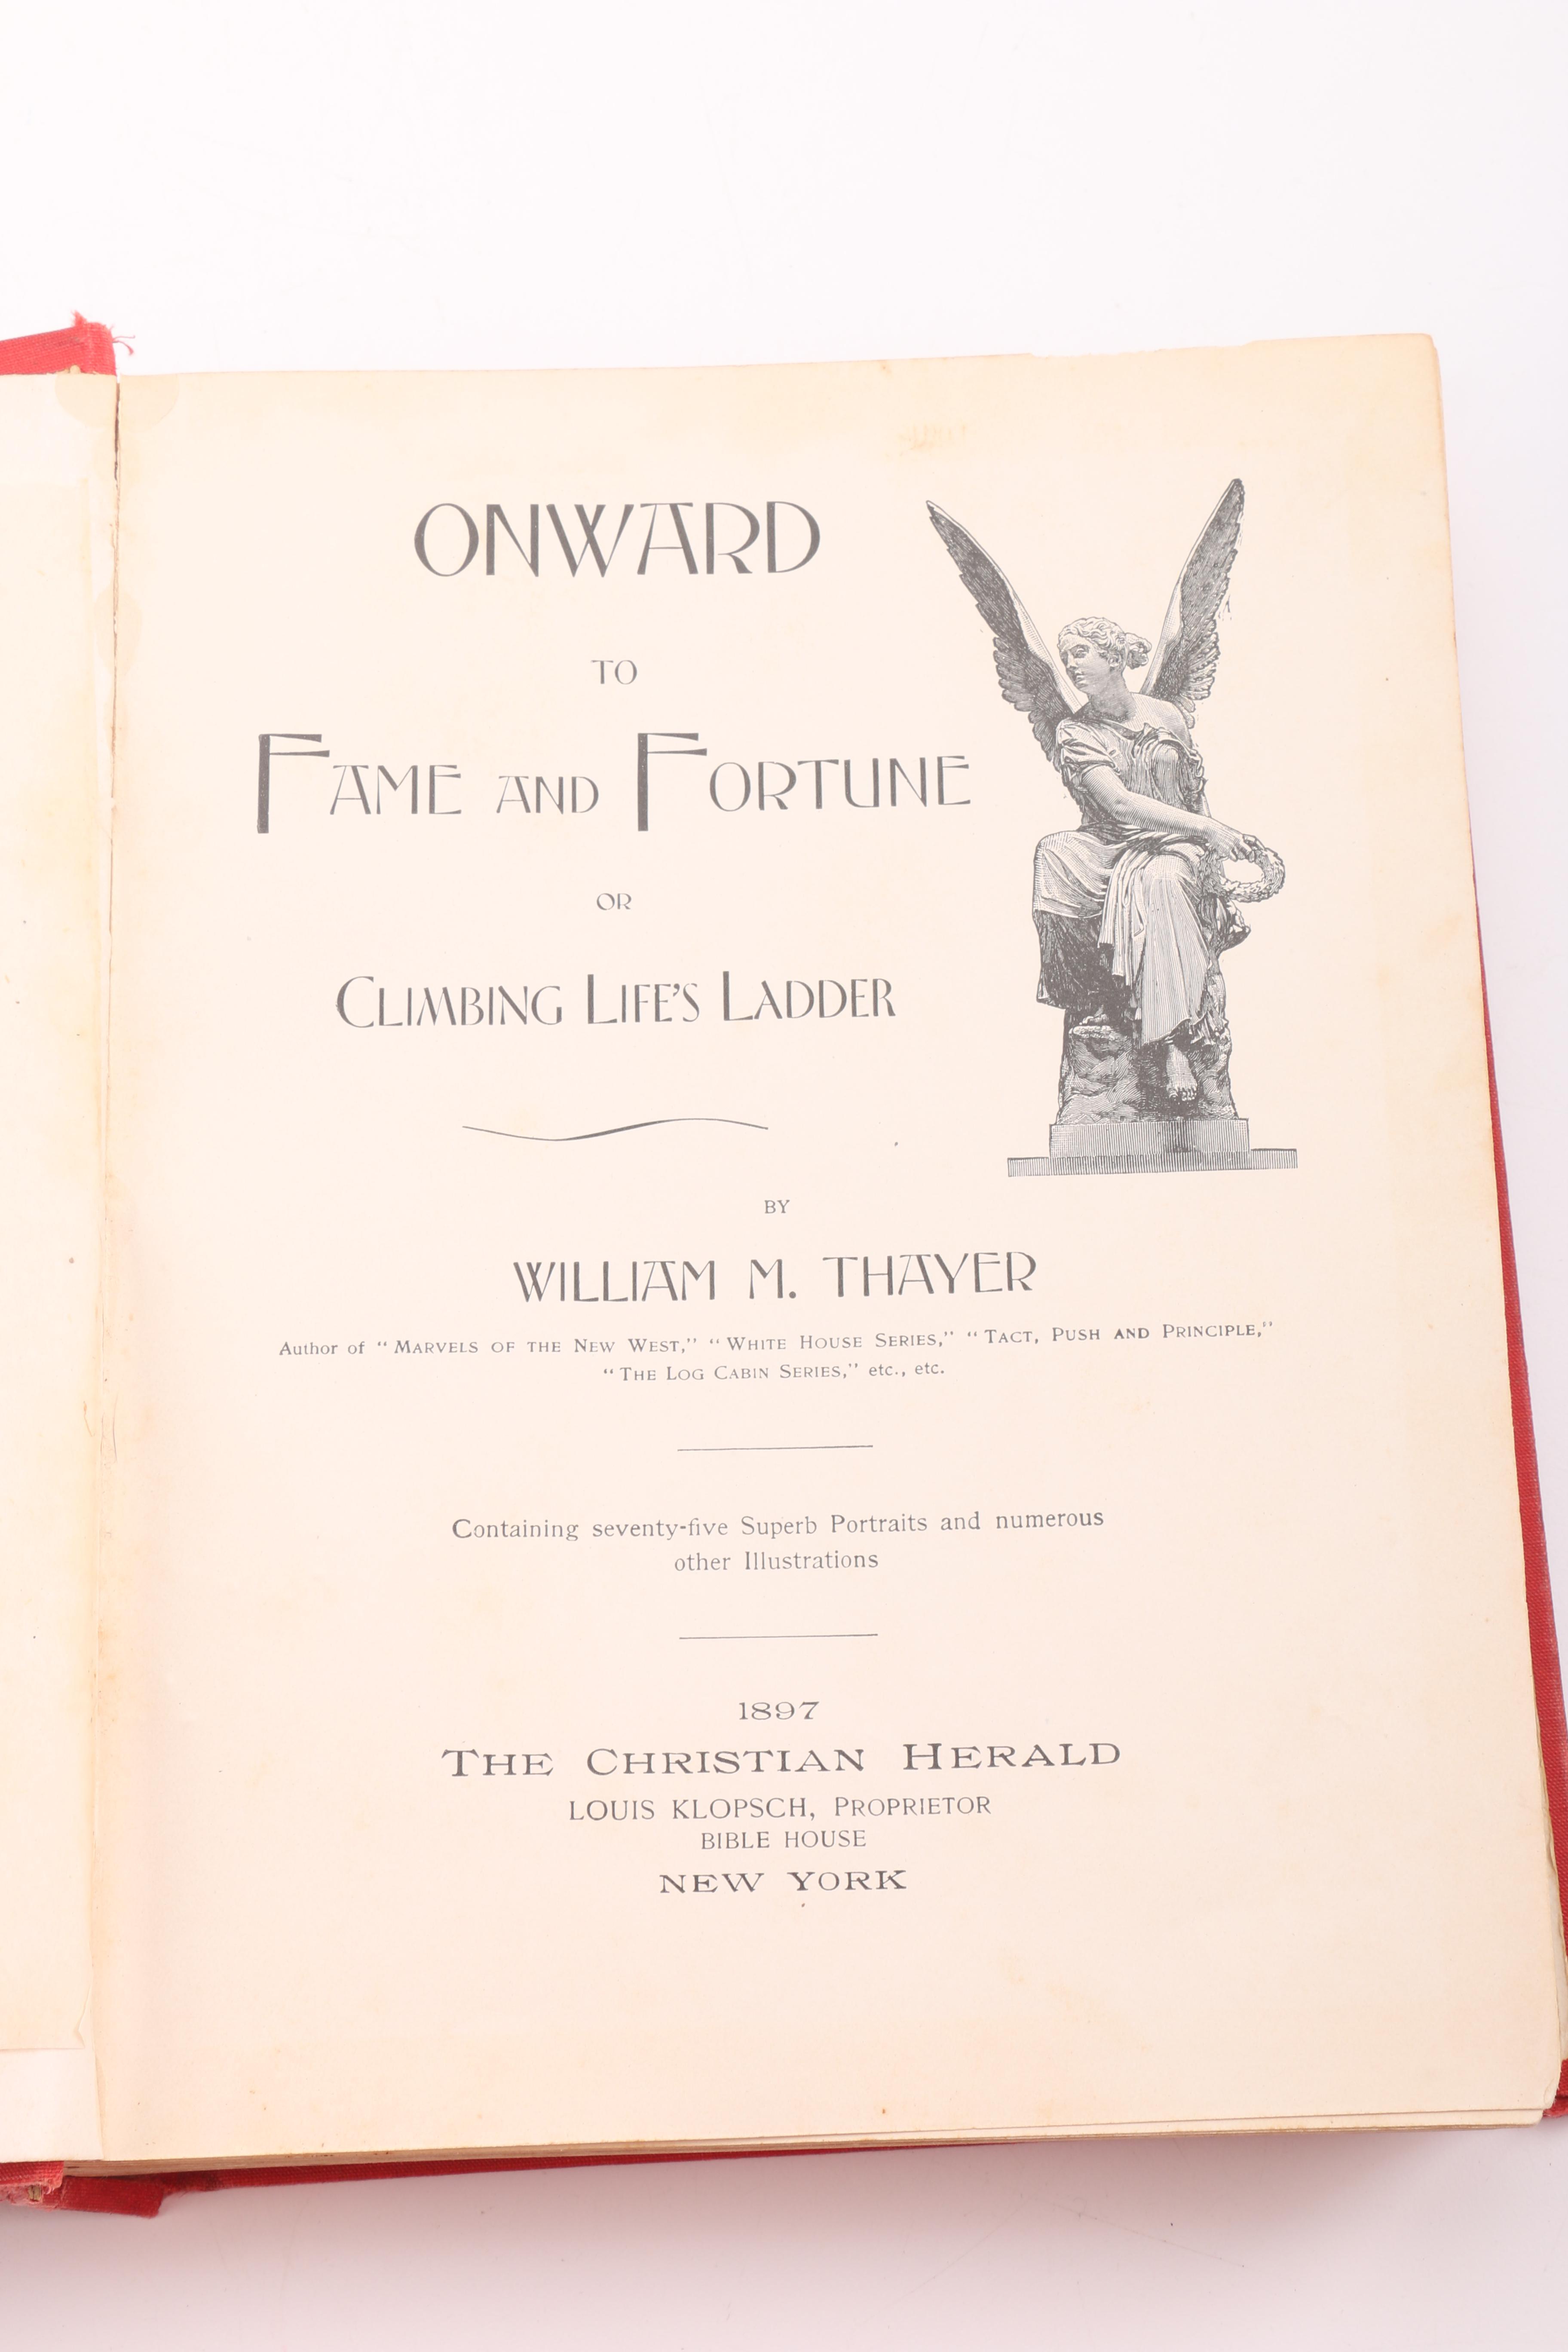 ONWARD
TO
FAME AND FORTUNE
OR
CLIMBING LIFE'S LADDER
BY
WILLIAM M. THAYER
Author of "MARVELS OF THE NEW WEST," "WHITE HOUSE SERIES," "TACT, PUSH AND PRINCIPLE,"
"THE LOG CABIN SERIES," etc., etc.
Containing seventy-five Superb Portraits and numerous
other Illustrations
1897
THE CHRISTIAN HERALD
LOUIS KLOPSCH, PROPRIETOR
BIBLE HOUSE
NEW YORK